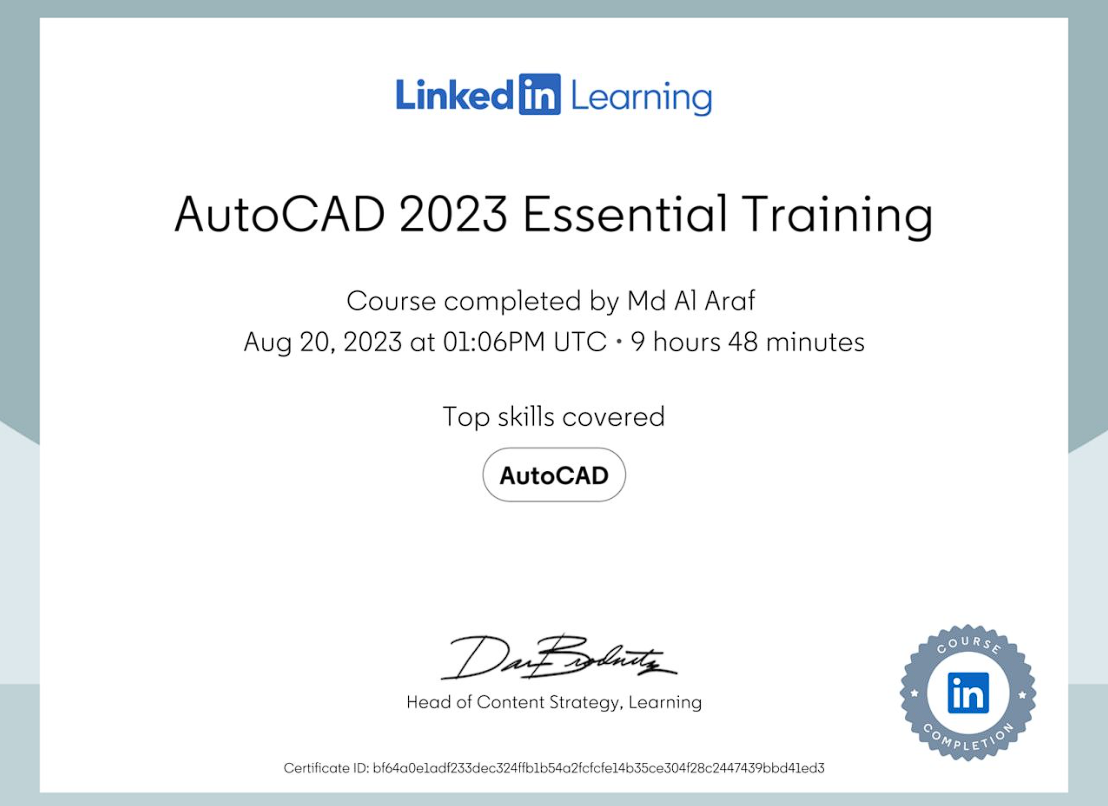 Linkedin Learning
AutoCAD 2023 Essential Training
Course completed by Md Al Araf
Aug 20, 2023 at 01:06PM UTC • 9 hours 48 minutes
Top skills covered
AutoCAD
Dan Brodnitz
Head of Content Strategy, Learning
COURSE
in
COMPLETION
Certificate ID: bf64a0e1adf233dec324ffb1b54a2fcfcfe14b35ce304f28c2447439bbd41ed3